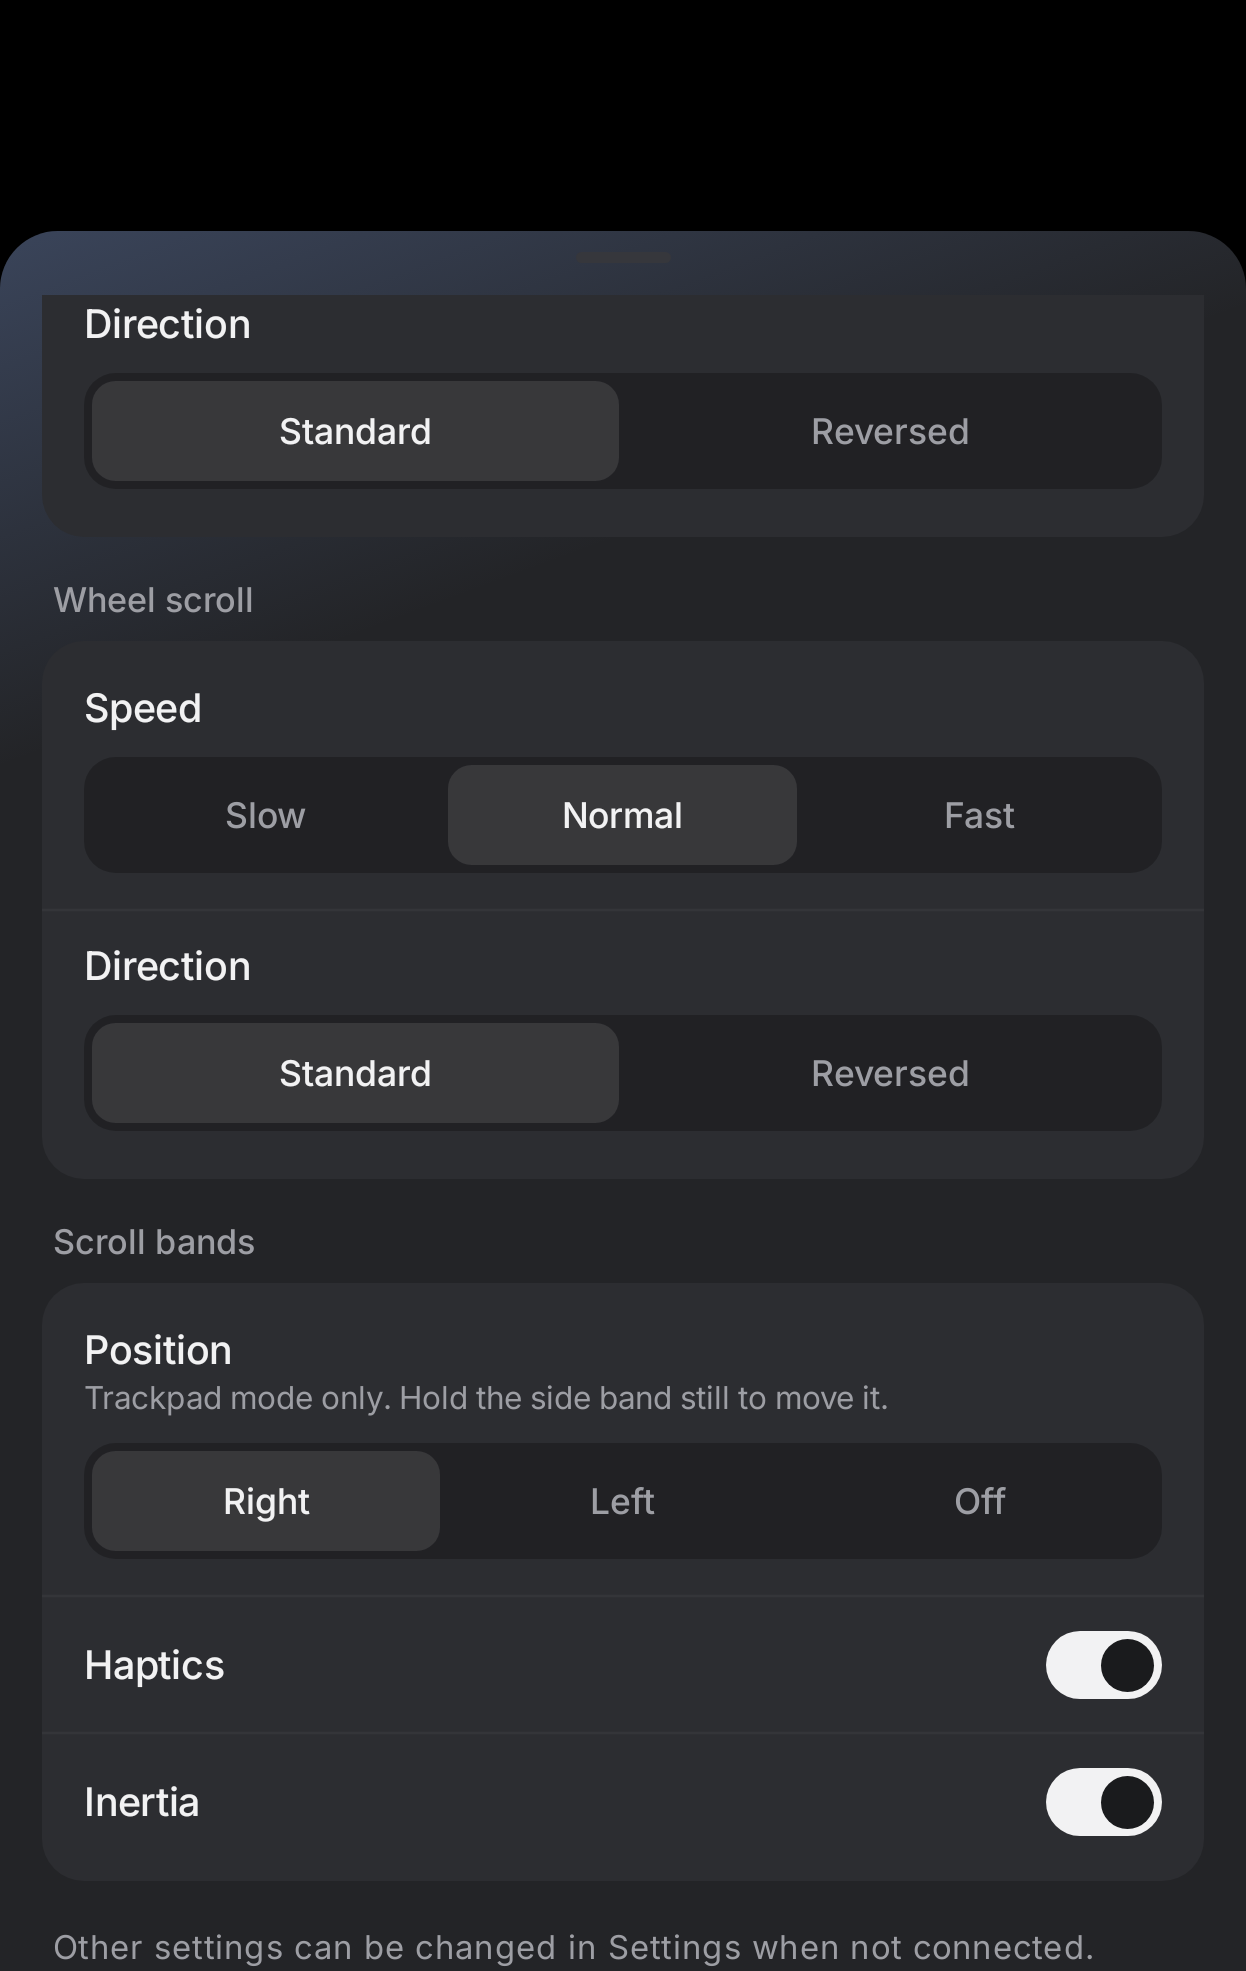 Direction
Standard Reversed
Wheel scroll
Speed
Slow Normal Fast
Direction
Standard Reversed
Scroll bands
Position
Trackpad mode only. Hold the side band still to move it.
Right Left Off
Haptics
Inertia
Other settings can be changed in Settings when not connected.